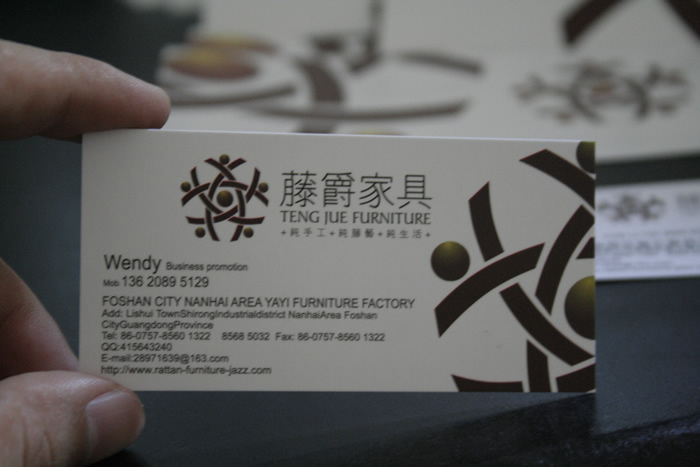 藤爵家具
TENG JUE FURNITURE
+純手工+純藤藝+純生活+
Wendy Business promotion
Mob 136 2089 5129
FOSHAN CITY NANHAI AREA YAYI FURNITURE FACTORY
Add: Lishui TownShirongIndustrialdistrict NanhaiArea Foshan
CityGuangdongProvince
Tel: 86-0757-8560 1322 8568 5032 Fax: 86-0757-8560 1322
QQ:415643240
E-mail:28971639@163.com
http://www.rattan-furniture-jazz.com